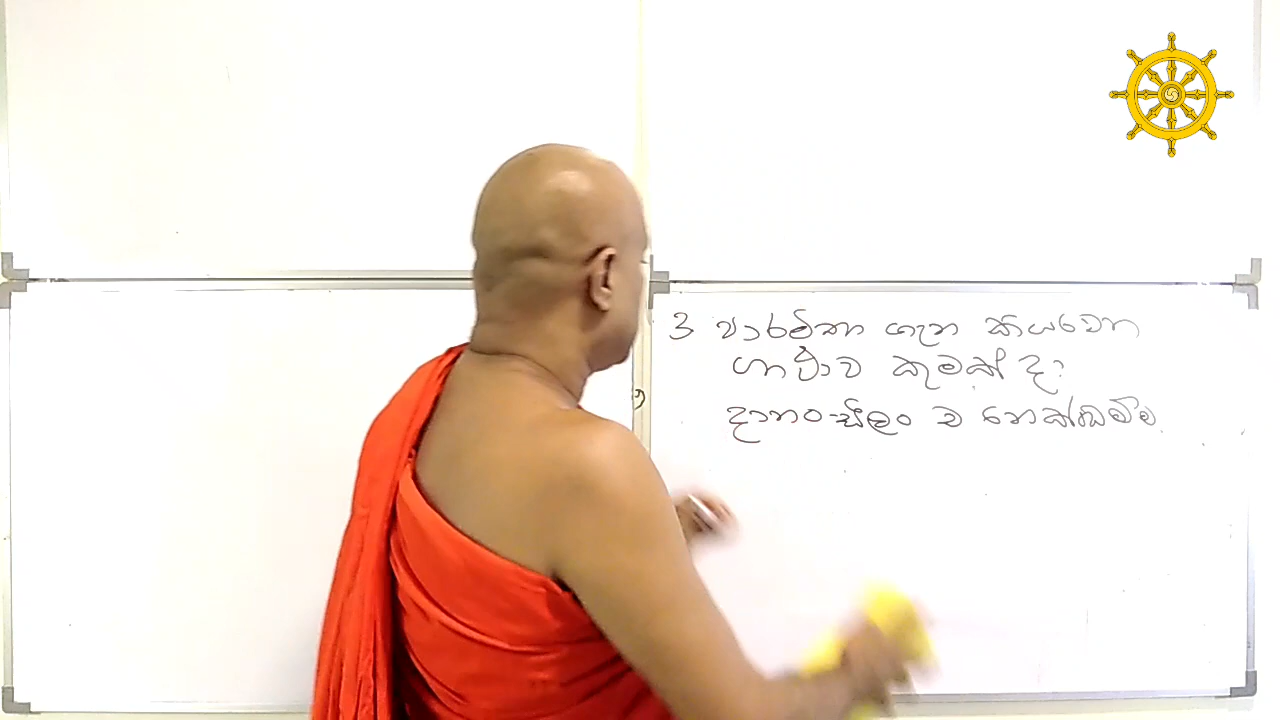 3 පාරමිතා ගැන කියවෙන
ගාථාව කුමක් ද?
දානං සීලං ච නෙක්ඛම්ම